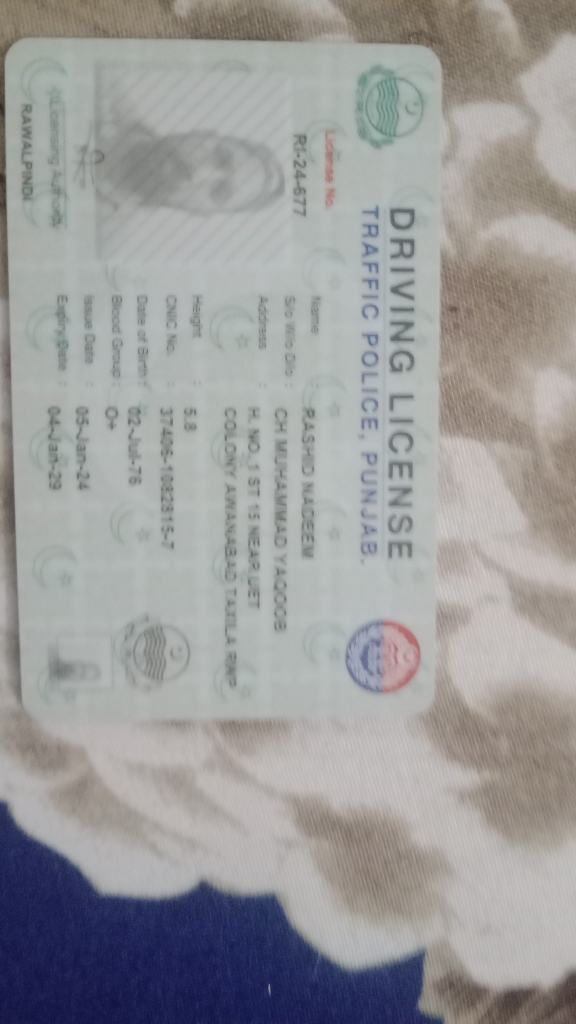 DRIVING LICENSE
TRAFFIC POLICE, PUNJAB.
License No.
RI-24-677
Name : RASHID NADEEM
S/o W/o D/o : CH MUHAMMAD YAQOOB
Address : H. NO. 1 ST 15 NEAR UET
COLONY AWANABAD TAXILA RWP
Height : 5.8
CNIC No. : 37406-1082815-7
Date of Birth : 02-Jul-76
Blood Group : O+
Issue Date : 05-Jan-24
Expiry Date : 04-Jan-29
Licensing Authority
RAWALPINDI